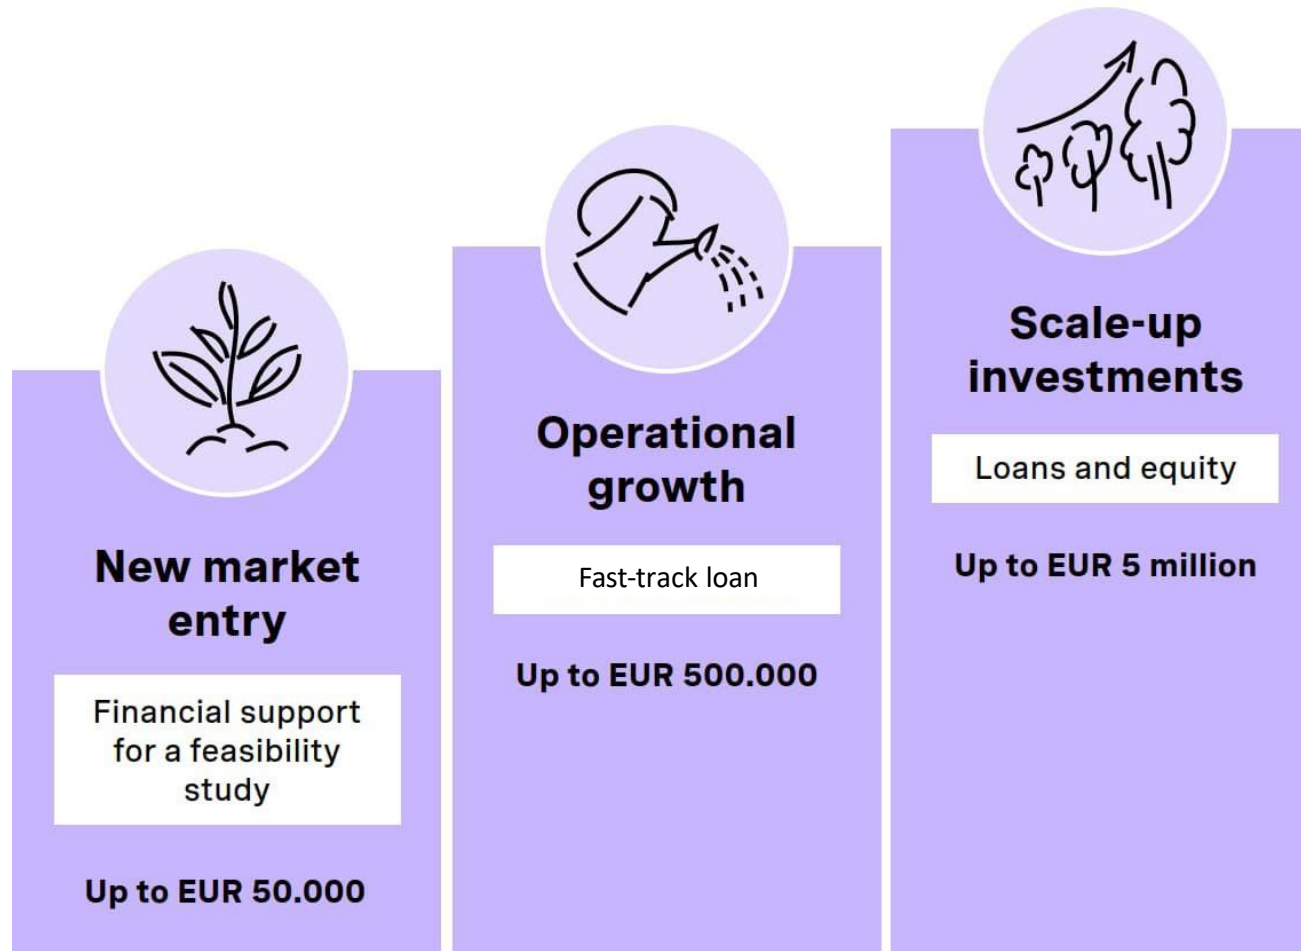 New market
entry
Financial support
for a feasibility
study
Up to EUR 50.000
Operational
growth
Fast-track loan
Up to EUR 500.000
Scale-up
investments
Loans and equity
Up to EUR 5 million